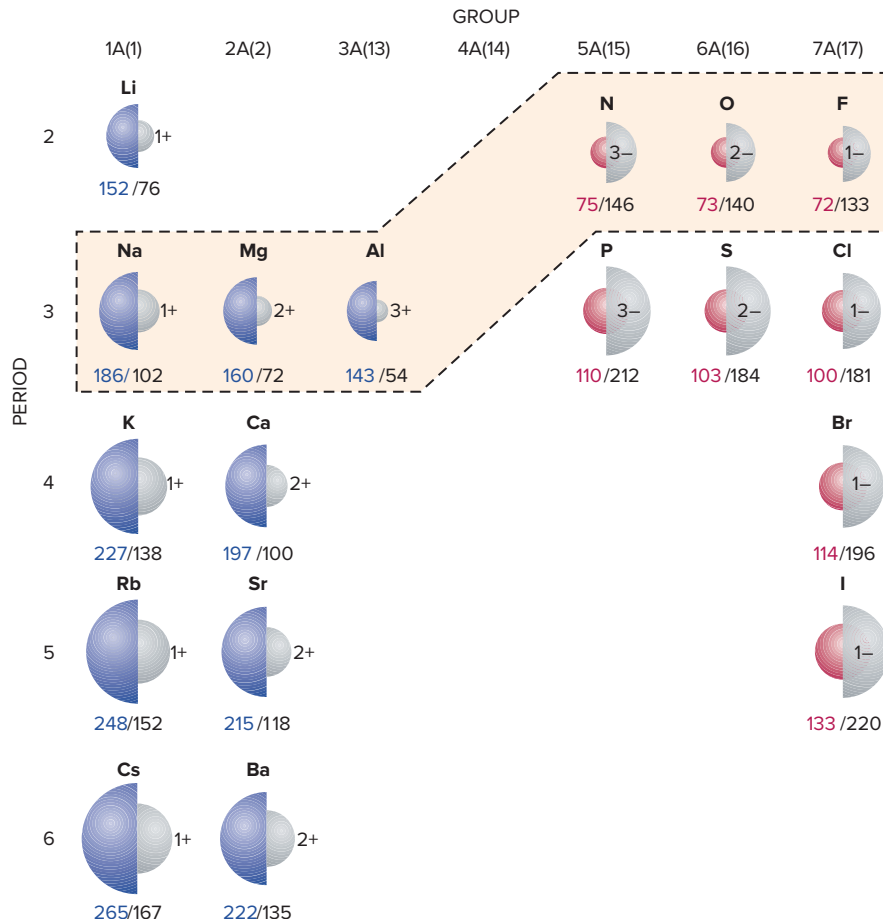 GROUP
1A(1) 2A(2) 3A(13) 4A(14) 5A(15) 6A(16) 7A(17)
PERIOD
Li N O F
2 1+ 3– 2– 1–
152 /76 75/146 73/140 72/133
Na Mg Al P S Cl
3 1+ 2+ 3+ 3– 2– 1–
186/ 102 160/72 143 /54 110/212 103/184 100/181
K Ca Br
4 1+ 2+ 1–
227/138 197 /100 114/196
Rb Sr I
5 1+ 2+ 1–
248/152 215 /118 133 /220
Cs Ba
6 1+ 2+
265/167 222/135